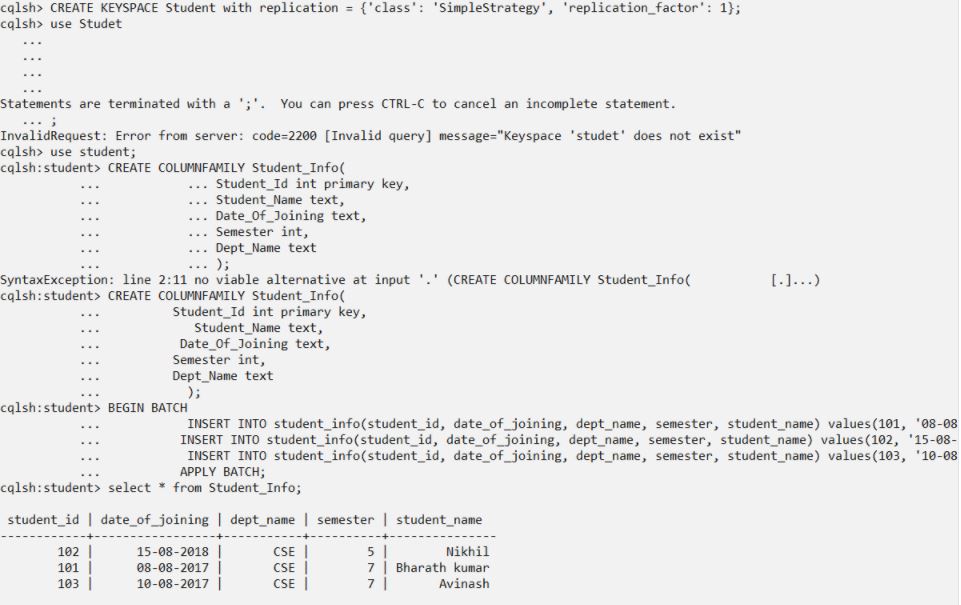 cqlsh> CREATE KEYSPACE Student with replication = {'class': 'SimpleStrategy', 'replication_factor': 1};
cqlsh> use Studet
   ...
   ...
   ...
   ...
Statements are terminated with a ';'.  You can press CTRL-C to cancel an incomplete statement.
   ... ;
InvalidRequest: Error from server: code=2200 [Invalid query] message="Keyspace 'studet' does not exist"
cqlsh> use student;
cqlsh:student> CREATE COLUMNFAMILY Student_Info(
           ...            ... Student_Id int primary key,
           ...            ... Student_Name text,
           ...            ... Date_Of_Joining text,
           ...            ... Semester int,
           ...            ... Dept_Name text
           ...            ... );
SyntaxException: line 2:11 no viable alternative at input '.' (CREATE COLUMNFAMILY Student_Info(           [.]...)
cqlsh:student> CREATE COLUMNFAMILY Student_Info(
           ...          Student_Id int primary key,
           ...             Student_Name text,
           ...           Date_Of_Joining text,
           ...          Semester int,
           ...          Dept_Name text
           ...            );
cqlsh:student> BEGIN BATCH
           ...            INSERT INTO student_info(student_id, date_of_joining, dept_name, semester, student_name) values(101, '08-08
           ...           INSERT INTO student_info(student_id, date_of_joining, dept_name, semester, student_name) values(102, '15-08-
           ...            INSERT INTO student_info(student_id, date_of_joining, dept_name, semester, student_name) values(103, '10-08
           ...           APPLY BATCH;
cqlsh:student> select * from Student_Info;
 student_id | date_of_joining | dept_name | semester | student_name
------------+-----------------+-----------+----------+---------------
        102 |      15-08-2018 |       CSE |        5 |        Nikhil
        101 |      08-08-2017 |       CSE |        7 | Bharath kumar
        103 |      10-08-2017 |       CSE |        7 |       Avinash